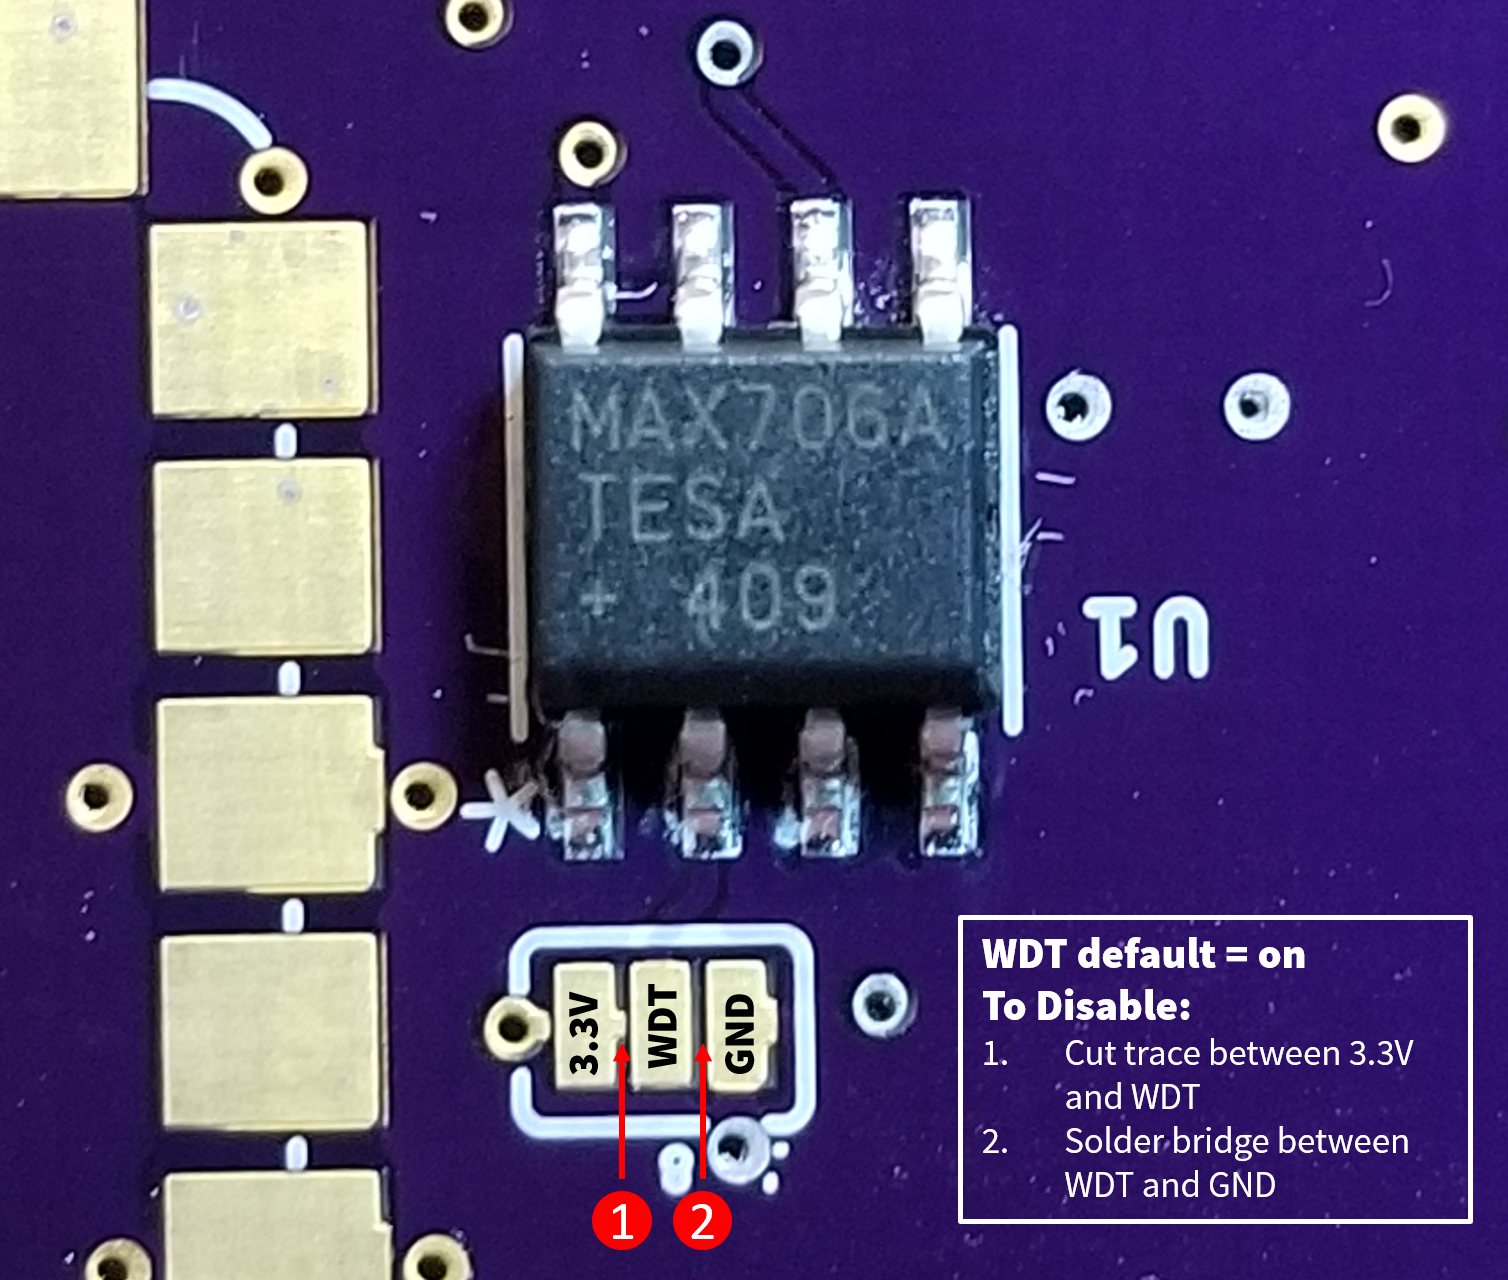 MAX706A
TESA
+ 409
U1
3.3V
WDT
GND
1
2
WDT default = on
To Disable:
1. Cut trace between 3.3V
and WDT
2. Solder bridge between
WDT and GND